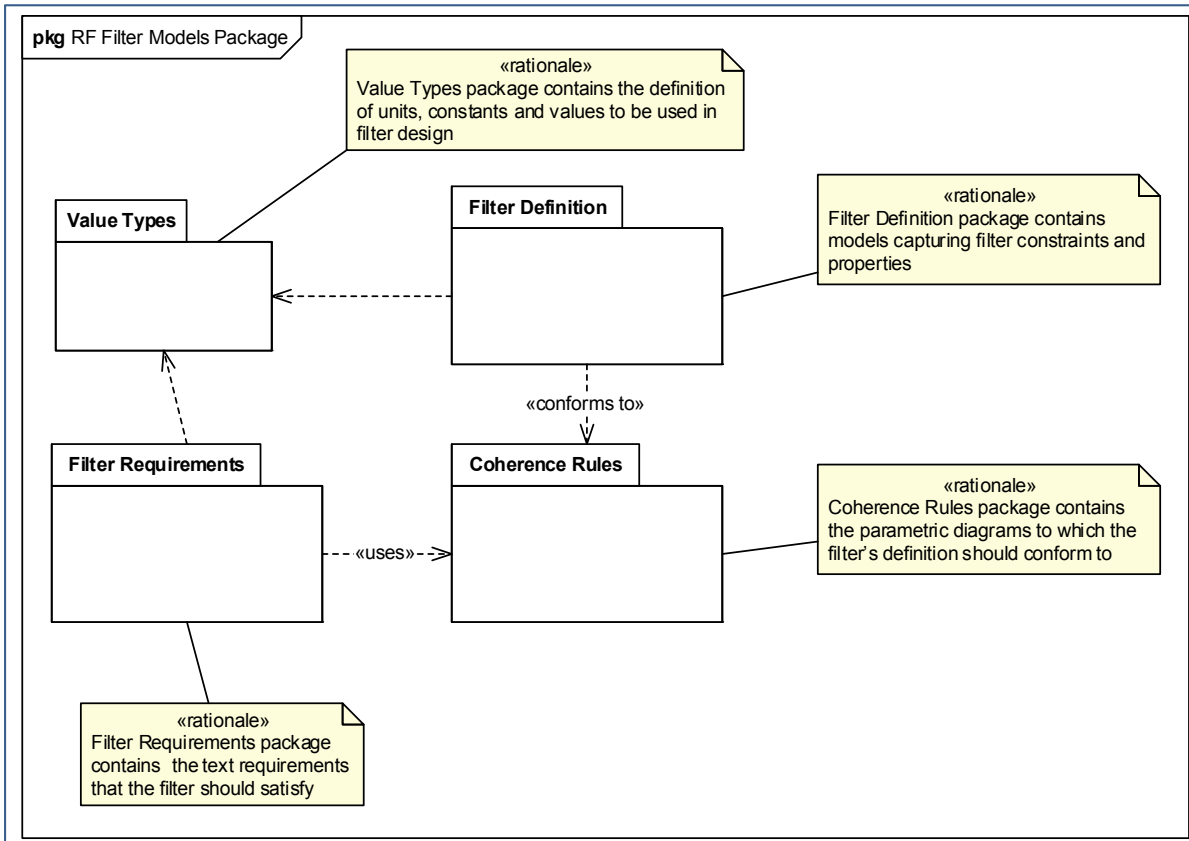 pkg RF Filter Models Package
«rationale»
Value Types package contains the definition
of units, constants and values to be used in
filter design
Value Types
Filter Definition
«rationale»
Filter Definition package contains
models capturing filter constraints and
properties
«conforms to»
Filter Requirements
Coherence Rules
«rationale»
Coherence Rules package contains
the parametric diagrams to which the
filter's definition should conform to
«uses»
«rationale»
Filter Requirements package
contains the text requirements
that the filter should satisfy